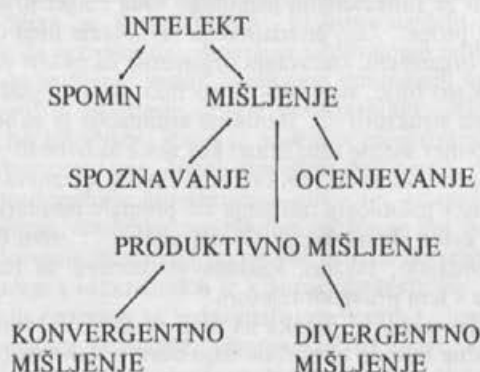 INTELEKT
SPOMIN MIŠLJENJE
SPOZNAVANJE OCENJEVANJE
PRODUKTIVNO MIŠLJENJE
KONVERGENTNO DIVERGENTNO
MIŠLJENJE MIŠLJENJE